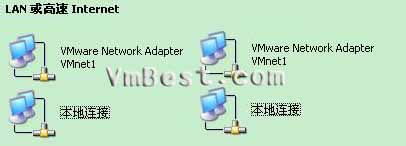 LAN 或高速 Internet
VMware Network Adapter
VMnet1
VMware Network Adapter
VMnet1
VmBest.com
本地连接
本地连接